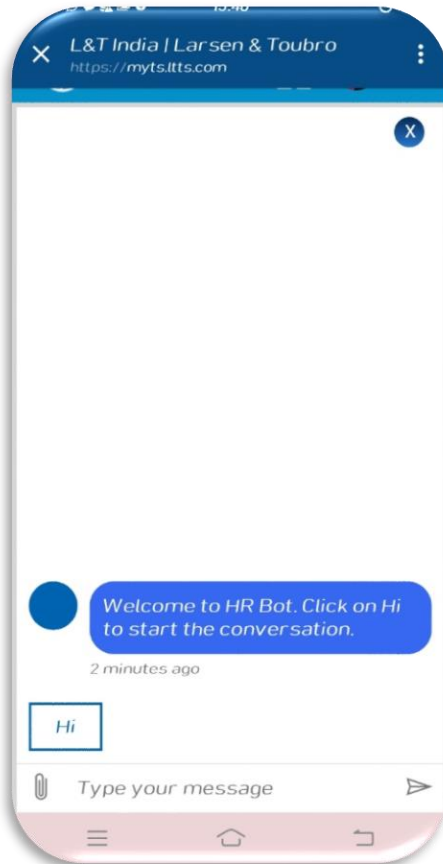 L&T India | Larsen & Toubro
https://myts.ltts.com
X
Welcome to HR Bot. Click on Hi
to start the conversation.
2 minutes ago
Hi
Type your message